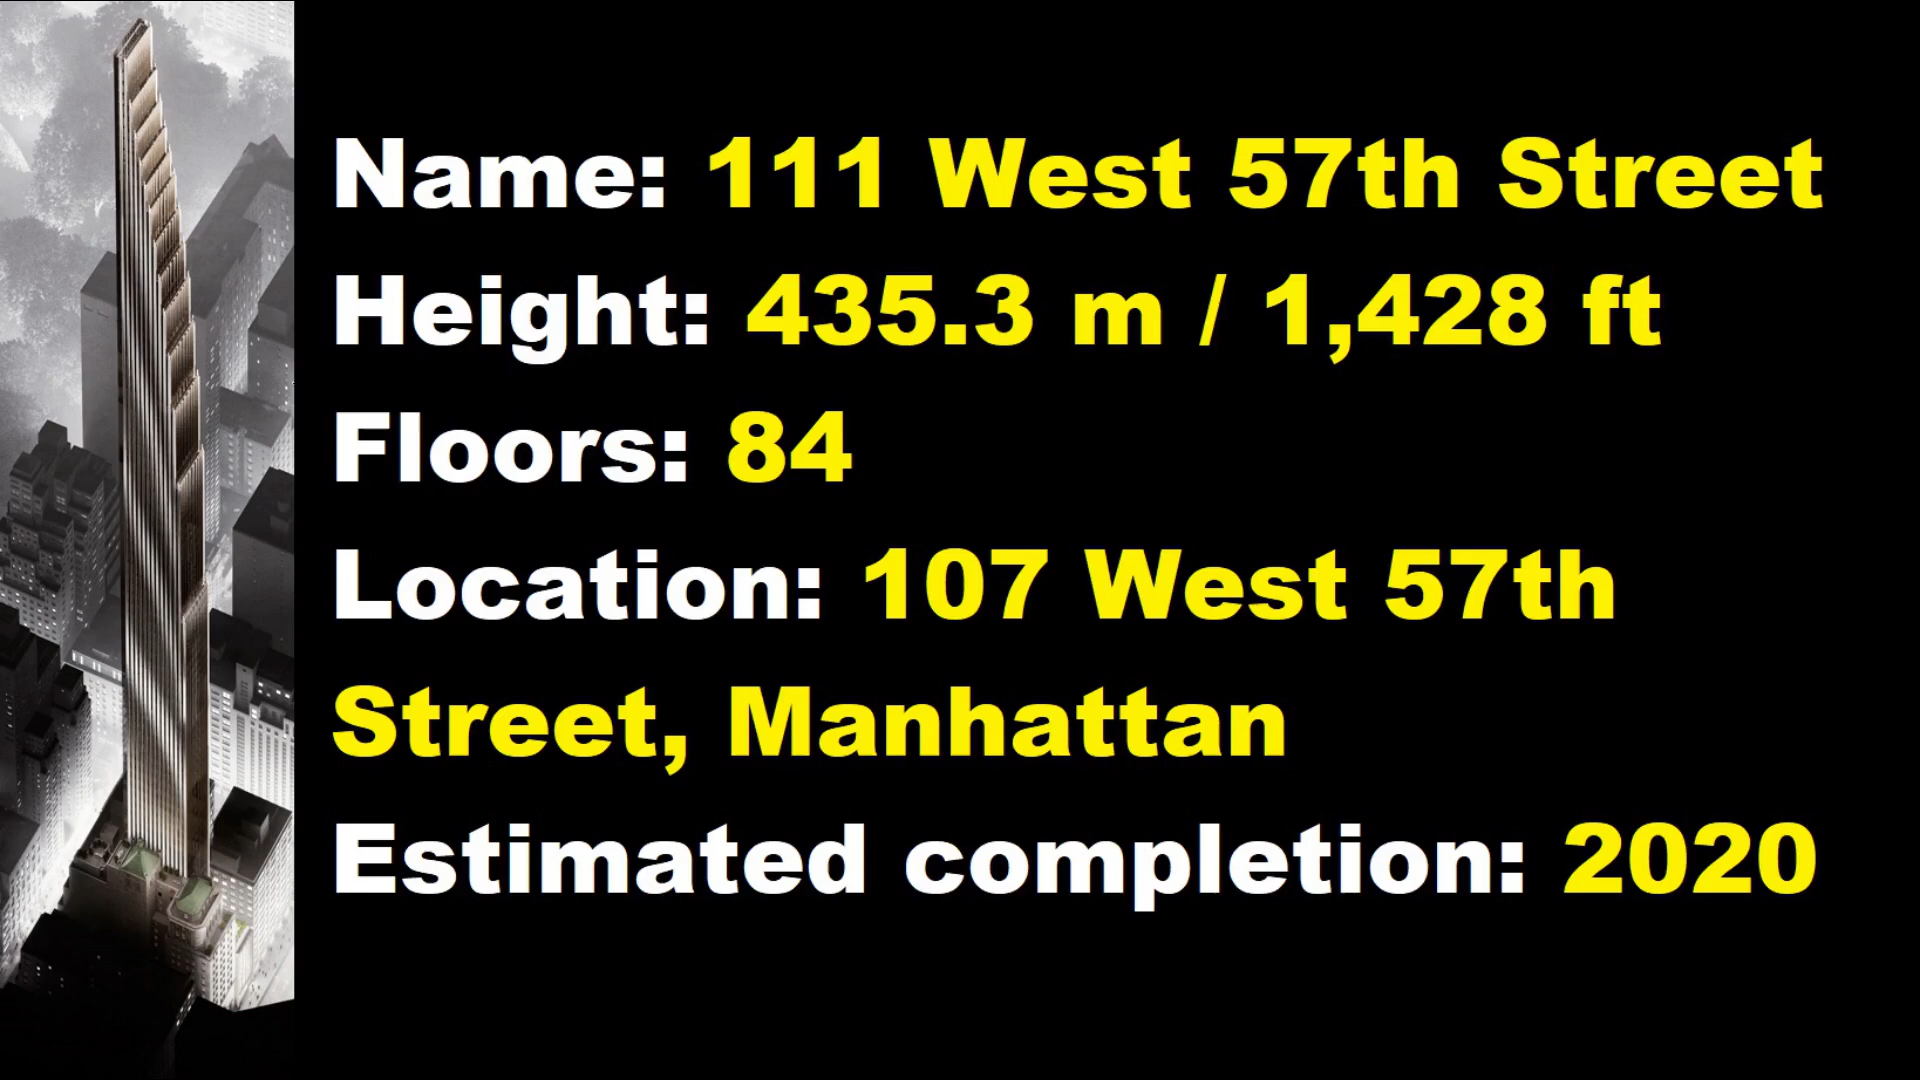 Name: 111 West 57th Street
Height: 435.3 m / 1,428 ft
Floors: 84
Location: 107 West 57th
Street, Manhattan
Estimated completion: 2020